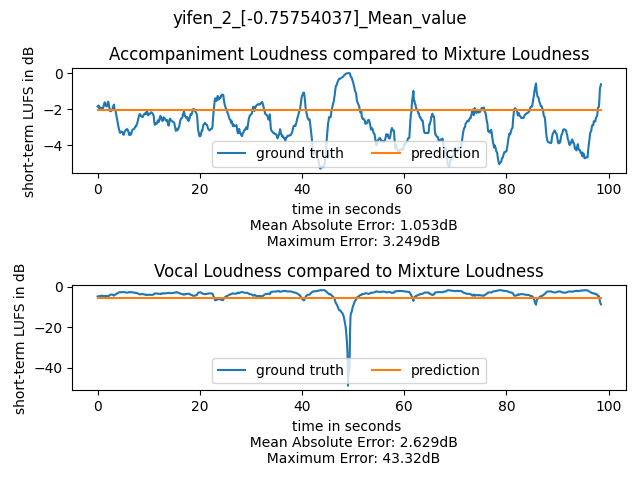 yifen_2_[-0.75754037]_Mean_value
Accompaniment Loudness compared to Mixture Loudness
short-term LUFS in dB
0
−2
−4
ground truth
prediction
0
20
40
60
80
100
time in seconds
Mean Absolute Error: 1.053dB
Maximum Error: 3.249dB
Vocal Loudness compared to Mixture Loudness
short-term LUFS in dB
0
−20
−40
ground truth
prediction
0
20
40
60
80
100
time in seconds
Mean Absolute Error: 2.629dB
Maximum Error: 43.32dB